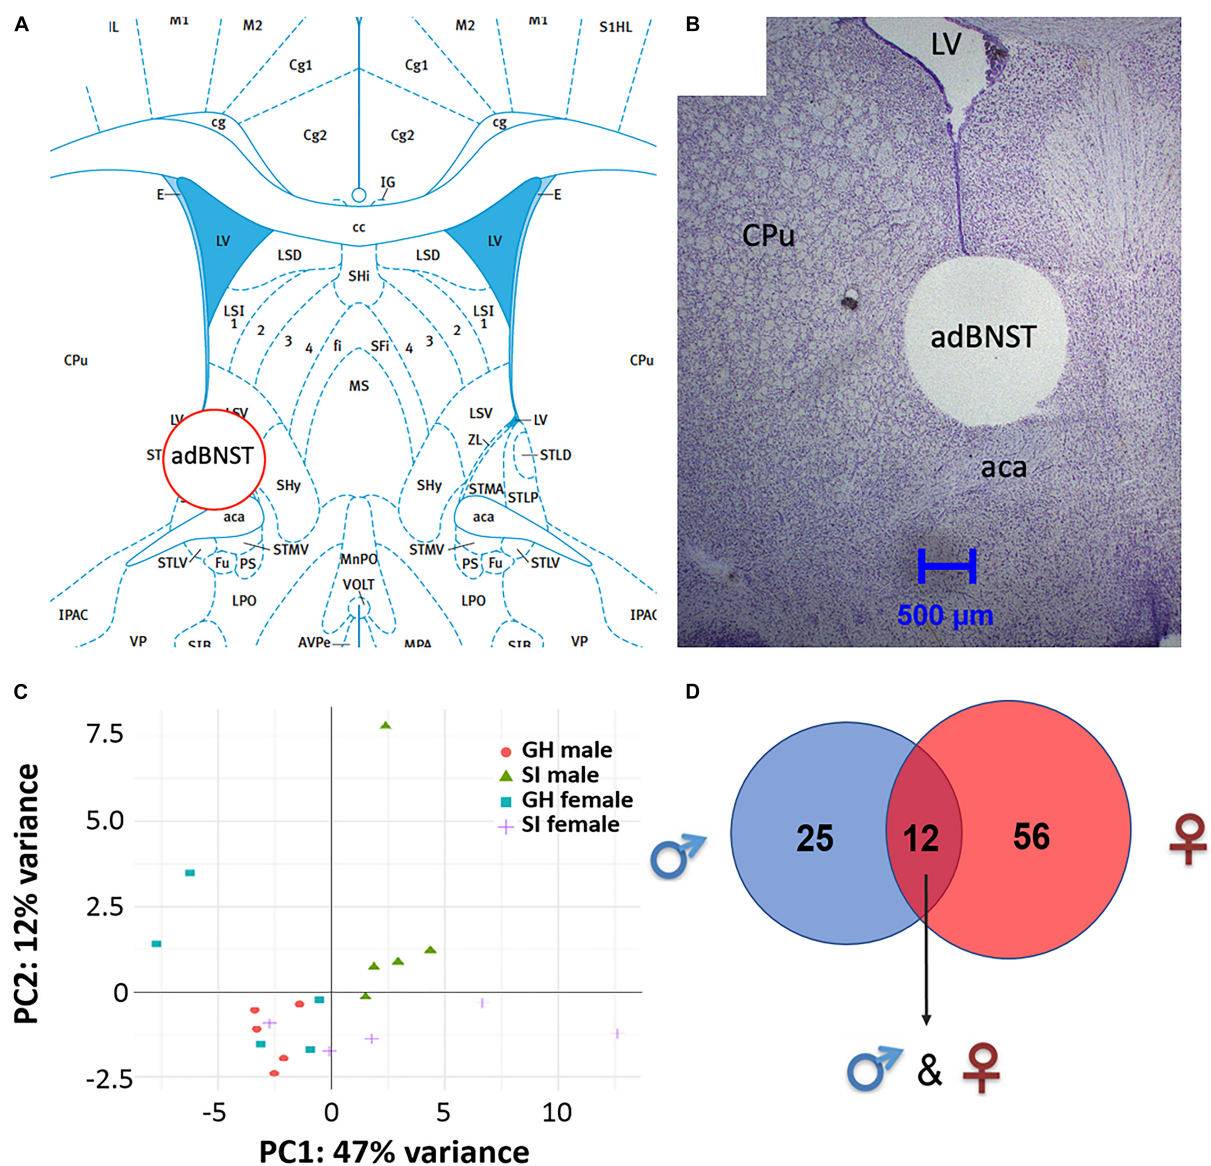 A
IL M1 M2 M2 M1 S1HL
Cg1 Cg1
cg Cg2 Cg2 cg
IG
E E
cc
LV LV
LSD LSD
SHi
LSI LSI
1 2 3 4 fi SFi 4 3 2 1
CPu CPu
MS
LV LSV LSV LV
ZL
ST adBNST STLD
SHy SHy STMA STLP
aca aca
STMV STMV
STLV Fu PS MnPO PS Fu STLV
VOLT
LPO LPO
IPAC IPAC
VP SIB AVPe MPA SIB VP
B
LV
CPu
adBNST
aca
500 µm
C
7.5
5.0
2.5
0
-2.5
PC2: 12% variance
GH male
SI male
GH female
SI female
-5 0 5 10
PC1: 47% variance
D
♂ 25 12 56 ♀
♂ & ♀